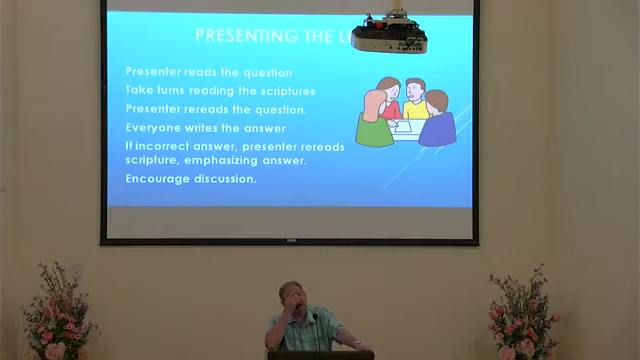 PRESENTING THE
Presenter reads the question
Take turns reading the scriptures
Presenter rereads the question.
Everyone writes the answer
If incorrect answer, presenter rereads
scripture, emphasizing answer.
Encourage discussion.